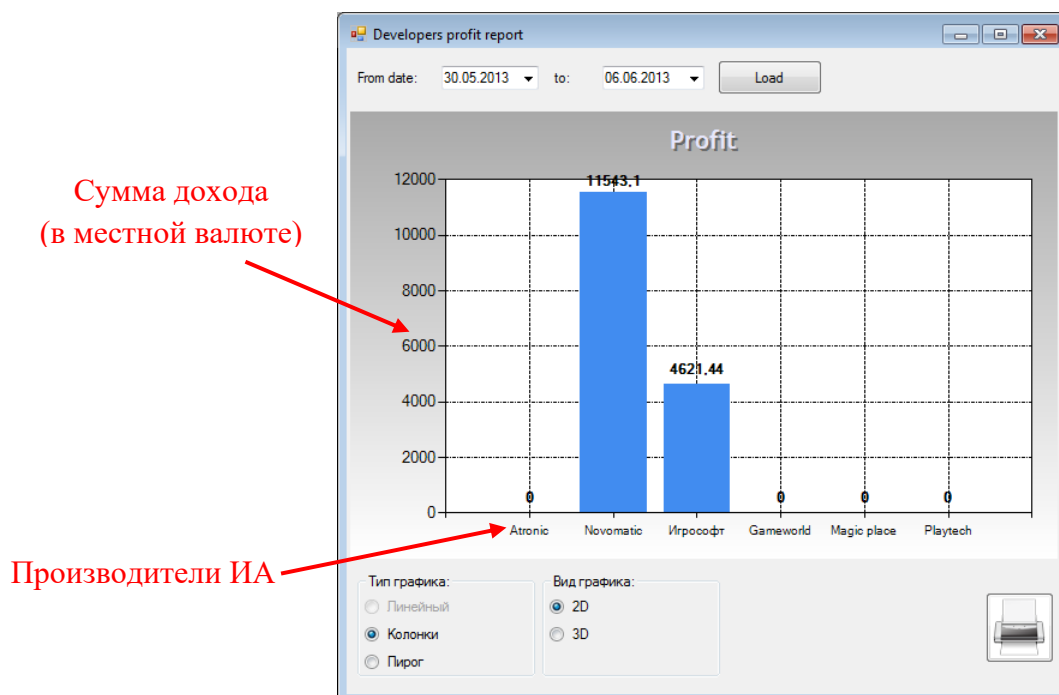 Developers profit report
From date: 30.05.2013 to: 06.06.2013 Load
Profit
Сумма дохода
(в местной валюте)
12000
10000
8000
6000
4000
2000
0
11543,1
4621,44
0
0
0
0
Atronic Novomatic Игрософт Gameworld Magic place Playtech
Производители ИА
Тип графика:
Линейный
Колонки
Пирог
Вид графика:
2D
3D